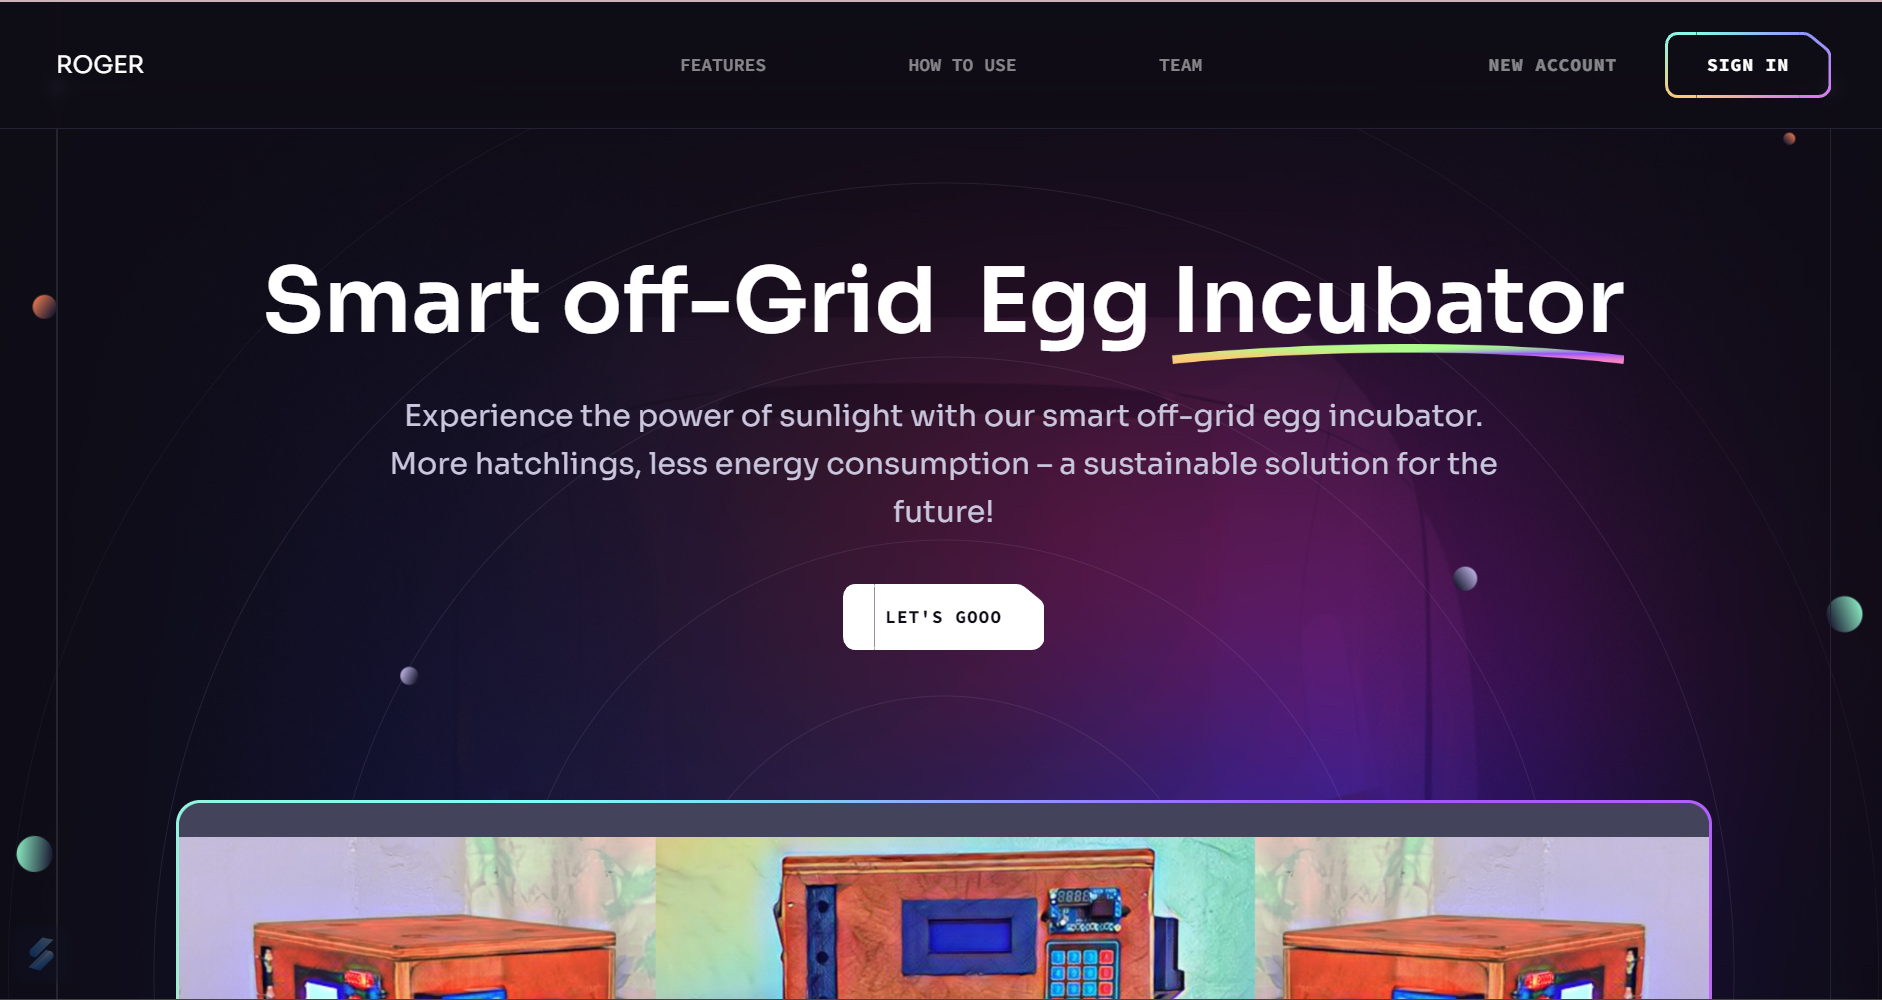 ROGER
FEATURES
HOW TO USE
TEAM
NEW ACCOUNT
SIGN IN
Smart off-Grid Egg Incubator
Experience the power of sunlight with our smart off-grid egg incubator.
More hatchlings, less energy consumption – a sustainable solution for the
future!
LET'S GOOO